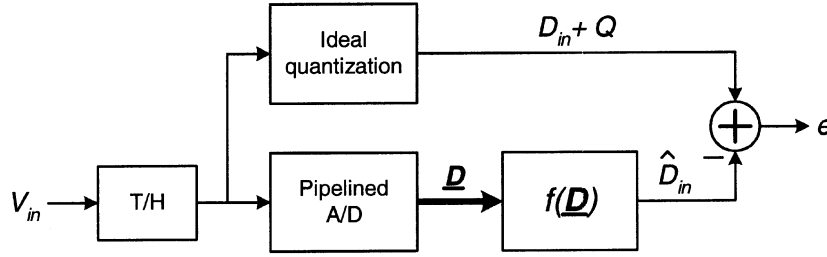 Ideal
quantization
D_in + Q
+
e
V_in
T/H
Pipelined
A/D
D
f(D)
D̂_in
−